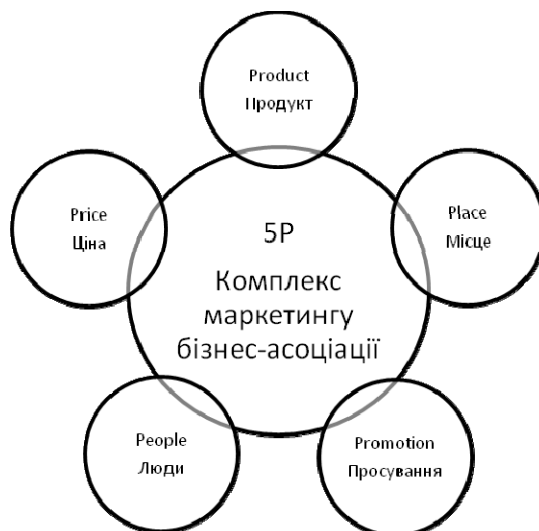 Product
Продукт
Price
Ціна
Place
Місце
5P
Комплекс
маркетингу
бізнес-асоціації
People
Люди
Promotion
Просування